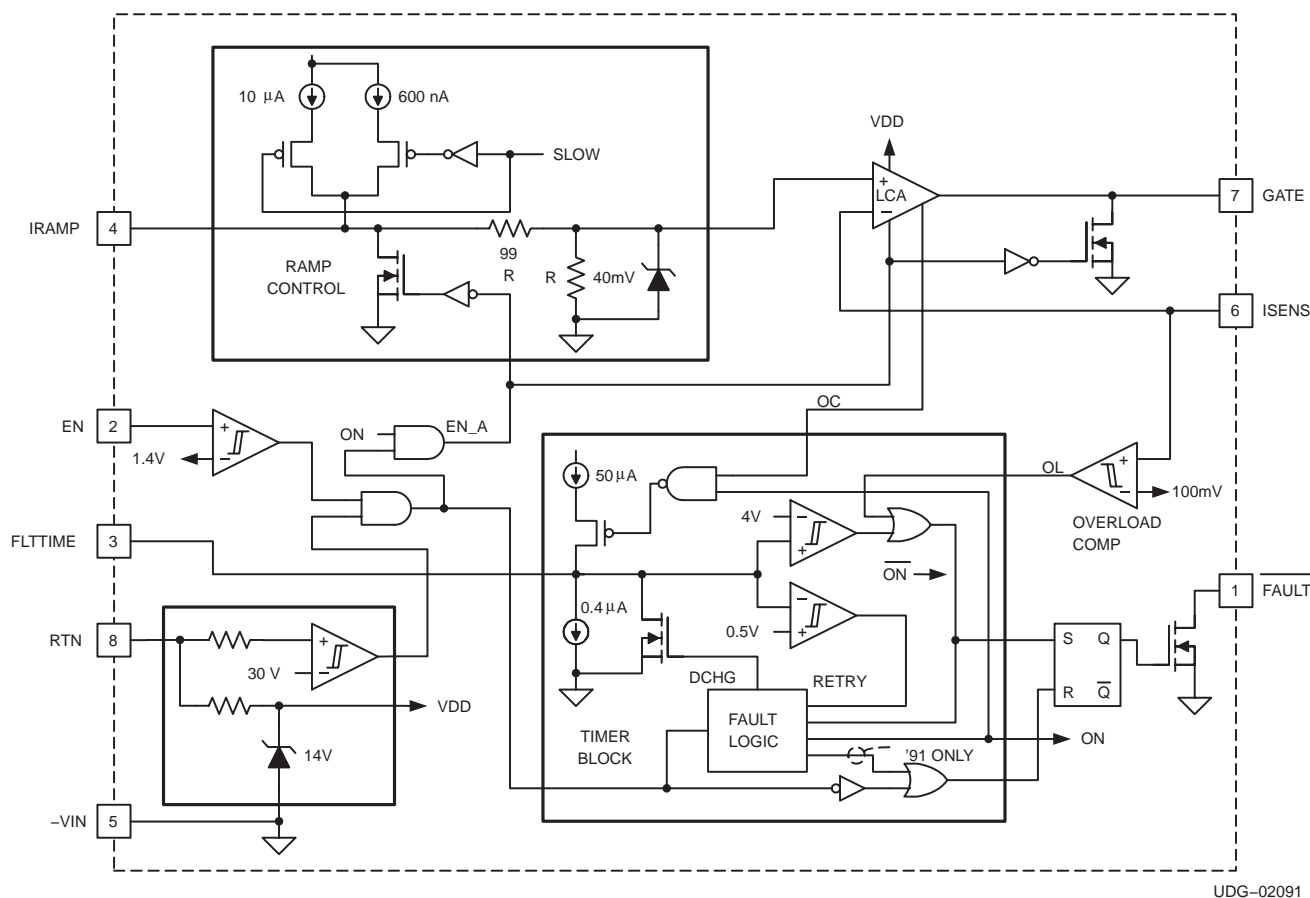 10 μA
600 nA
SLOW
VDD
+
LCA
−
7
GATE
IRAMP
4
99
R
RAMP
CONTROL
R
40mV
6
ISENS
EN
2
+
−
1.4V
ON
EN_A
OC
50 μA
OL
+
−
100mV
OVERLOAD
COMP
4V
−
+
FLTTIME
3
ON
0.4 μA
−
+
0.5V
1
FAULT
RTN
8
+
−
30 V
S
Q
R
Q
DCHG
RETRY
VDD
FAULT
LOGIC
ON
TIMER
BLOCK
14V
'91 ONLY
–VIN
5
UDG–02091